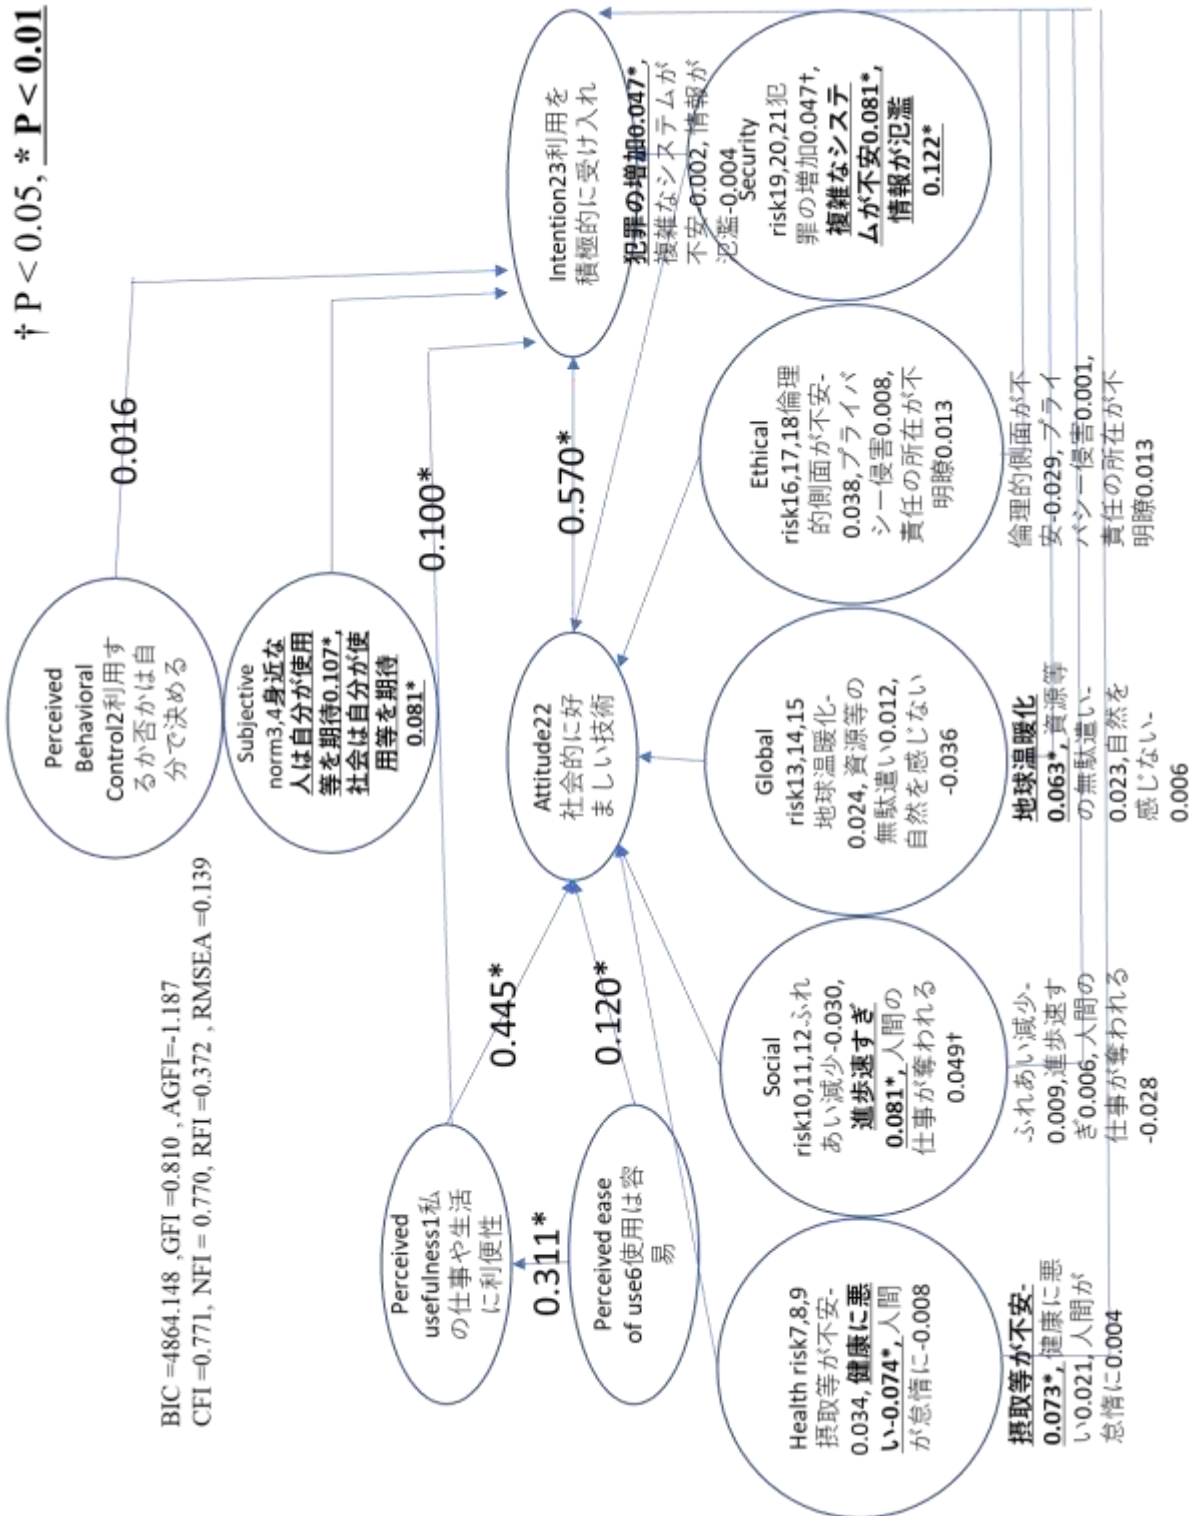 † P < 0.05, * P < 0.01
BIC =4864.148 ,GFI =0.810 , AGFI=-1.187
CFI =0.771, NFI = 0.770, RFI =0.372 , RMSEA =0.139
Perceived
Behavioral
Control2利用す
るか否かは自
分で決める
0.016
Subjective
norm3,4身近な
人は自分が使用
等を期待0.107*,
社会は自分が使
用等を期待
0.081*
Perceived
usefulness1私
の仕事や生活
に利便性
0.100*
0.445*
0.311*
Perceived ease
of use6使用は容
易
0.120*
Attitude22
社会的に好
ましい技術
0.570*
Intention23利用を
積極的に受け入れ
犯罪の増加0.047*,
複雑なシステムが
不安-0.002, 情報が
氾濫-0.004
Health risk7,8,9
摂取等が不安-
0.034, 健康に悪
い-0.074*, 人間
が怠惰に-0.008
Social
risk10,11,12ふれ
あい減少-0.030,
進歩速すぎ
0.081*, 人間の
仕事が奪われる
0.049†
Global
risk13,14,15
地球温暖化-
0.024, 資源等の
無駄遣い0.012,
自然を感じない
-0.036
Ethical
risk16,17,18倫理
的側面が不安-
0.038, プライバ
シー侵害0.008,
責任の所在が不
明瞭0.013
Security
risk19,20,21犯
罪の増加0.047†,
複雑なシステ
ムが不安0.081*,
情報が氾濫
0.122*
摂取等が不安-
0.073*, 健康に悪
い0.021, 人間が
怠惰に0.004
ふれあい減少-
0.009,進歩速す
ぎ0.006, 人間の
仕事が奪われる
-0.028
地球温暖化
0.063*, 資源等
の無駄遣い-
0.023, 自然を
感じない-
0.006
倫理的側面が不
安-0.029, プライ
バシー侵害0.001,
責任の所在が不
明瞭0.013